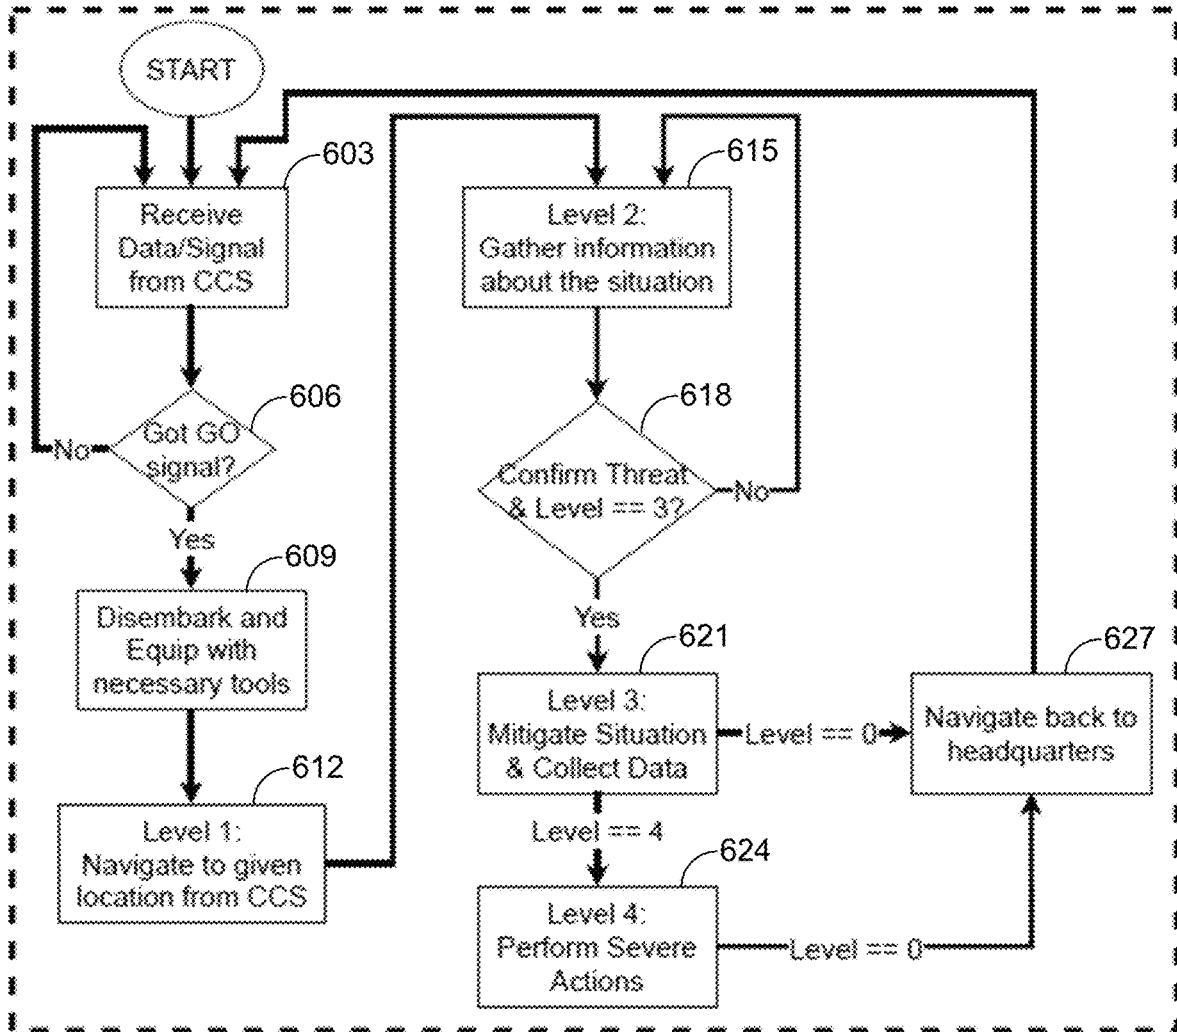 START
603
Receive
Data/Signal
from CCS
606
Got GO
signal?
No
Yes
609
Disembark and
Equip with
necessary tools
612
Level 1:
Navigate to given
location from CCS
615
Level 2:
Gather information
about the situation
618
Confirm Threat
& Level == 3?
No
Yes
621
Level 3:
Mitigate Situation
& Collect Data
Level == 0
Level == 4
624
Level 4:
Perform Severe
Actions
Level == 0
627
Navigate back to
headquarters